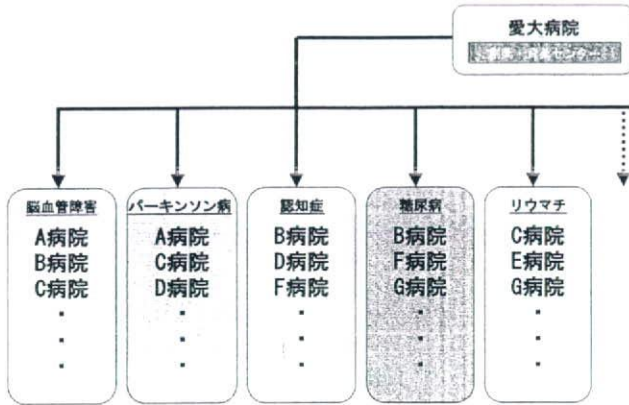 愛大病院
脳血管障害
A病院
B病院
C病院
・
・
・
パーキンソン病
A病院
C病院
D病院
・
・
・
認知症
B病院
D病院
F病院
・
・
・
糖尿病
B病院
F病院
G病院
・
・
・
リウマチ
C病院
E病院
G病院
・
・
・